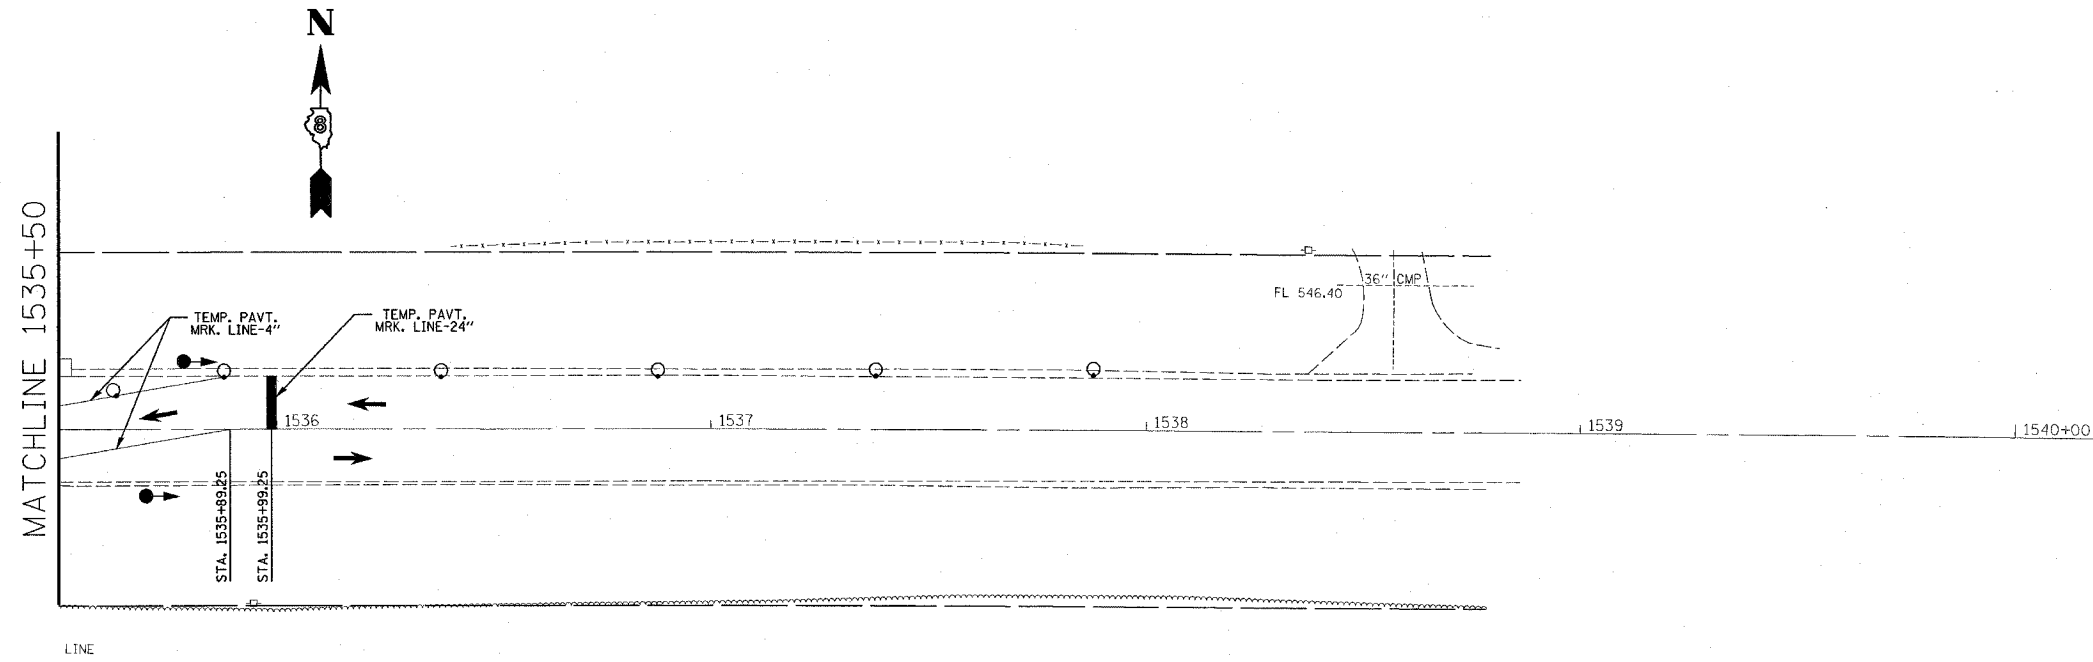 N
MATCHLINE 1535+50
TEMP. PAVT.
MRK. LINE-4"
TEMP. PAVT.
MRK. LINE-24"
FL 546.40
36" CMP
1536
1537
1538
1539
1540+00
STA. 1535+89.25
STA. 1535+99.25
LINE